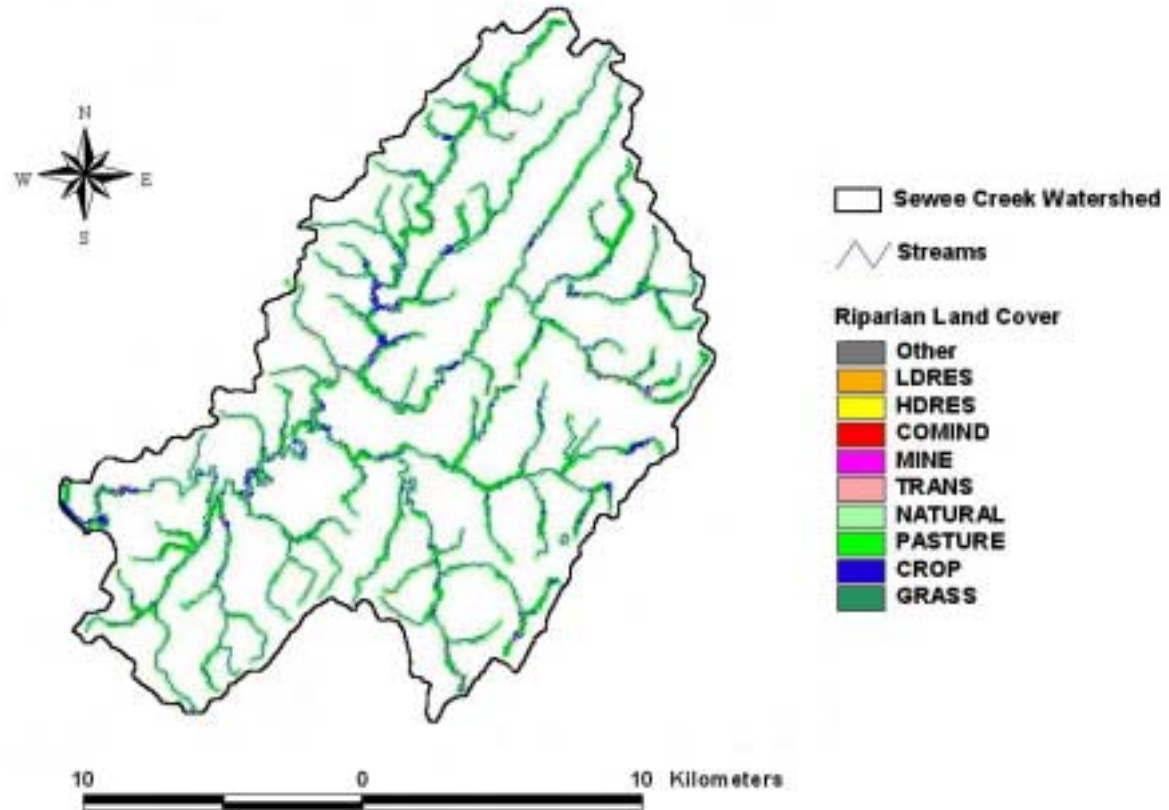 N
W E
S
Sewee Creek Watershed
Streams
Riparian Land Cover
Other
LDRES
HDRES
COMIND
MINE
TRANS
NATURAL
PASTURE
CROP
GRASS
10 0 10 Kilometers